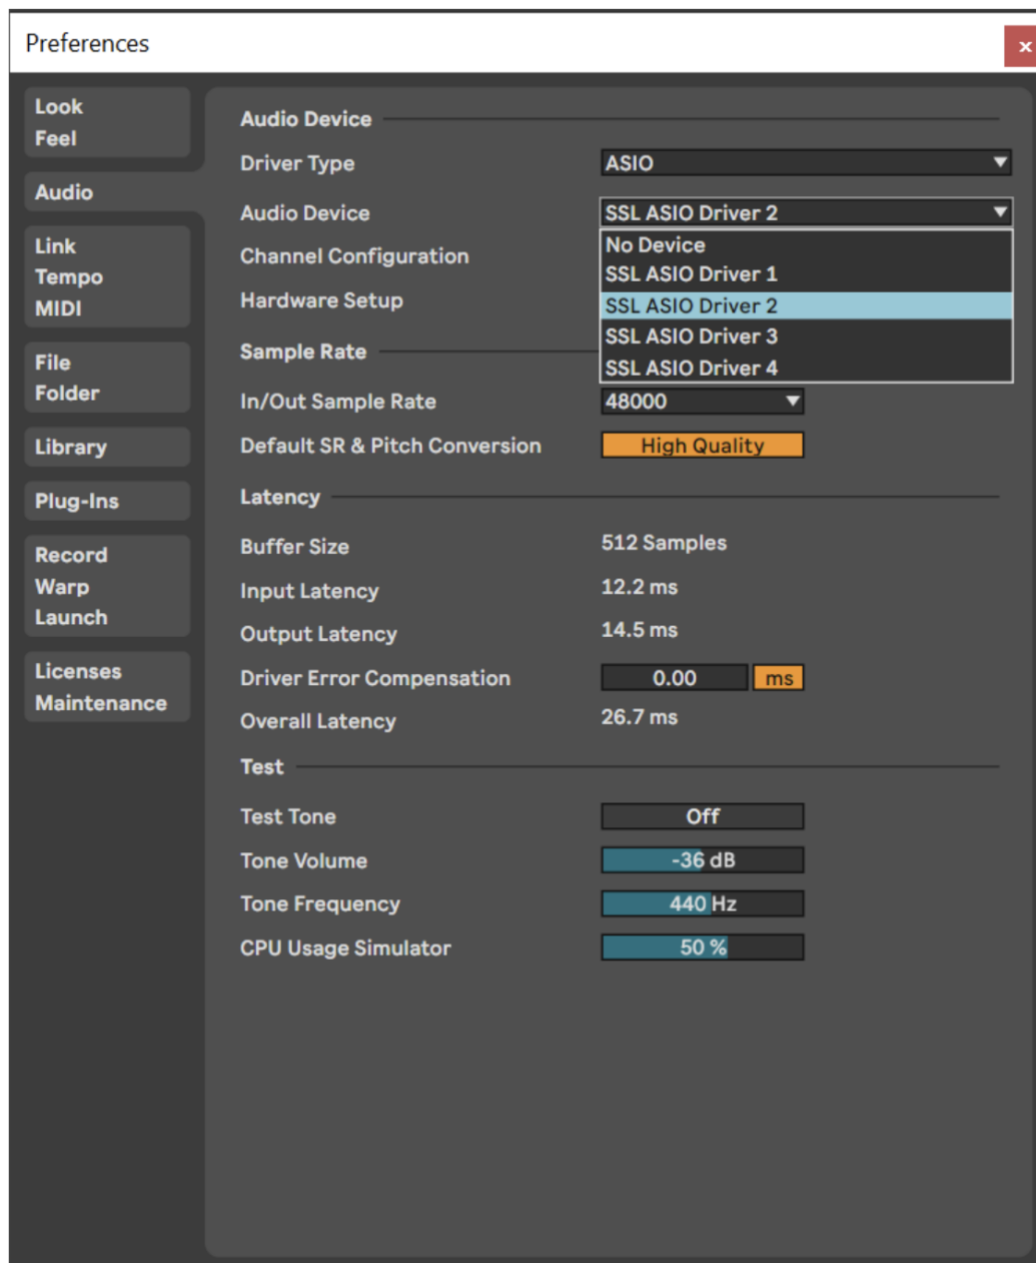 Preferences
x
Look
Feel
Audio
Link
Tempo
MIDI
File
Folder
Library
Plug-Ins
Record
Warp
Launch
Licenses
Maintenance
Audio Device
Driver Type ASIO
Audio Device SSL ASIO Driver 2
No Device
Channel Configuration
SSL ASIO Driver 1
Hardware Setup
SSL ASIO Driver 2
SSL ASIO Driver 3
Sample Rate
SSL ASIO Driver 4
In/Out Sample Rate 48000
Default SR & Pitch Conversion High Quality
Latency
Buffer Size 512 Samples
Input Latency 12.2 ms
Output Latency 14.5 ms
Driver Error Compensation 0.00 ms
Overall Latency 26.7 ms
Test
Test Tone Off
Tone Volume -36 dB
Tone Frequency 440 Hz
CPU Usage Simulator 50 %